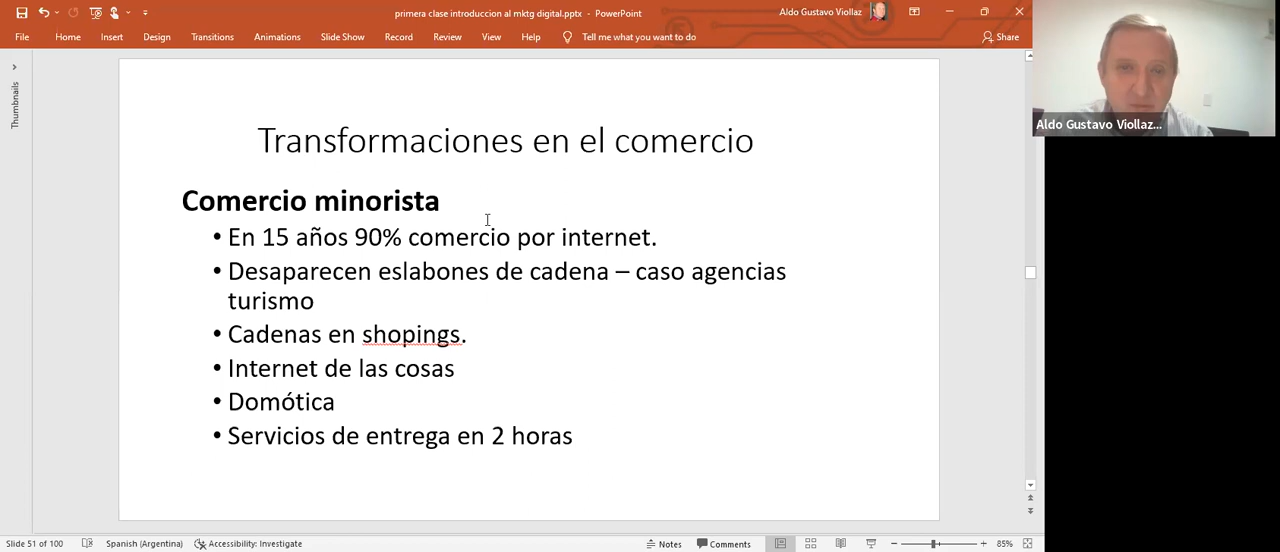 primera clase introduccion al mktg digital.pptx - PowerPoint
Aldo Gustavo Viollaz
File Home Insert Design Transitions Animations Slide Show Record Review View Help Tell me what you want to do Share
Thumbnails
Aldo Gustavo Viollaz...
Transformaciones en el comercio
Comercio minorista
• En 15 años 90% comercio por internet.
• Desaparecen eslabones de cadena – caso agencias
turismo
• Cadenas en shopings.
• Internet de las cosas
• Domótica
• Servicios de entrega en 2 horas
Slide 51 of 100 Spanish (Argentina) Accessibility: Investigate Notes Comments 85%